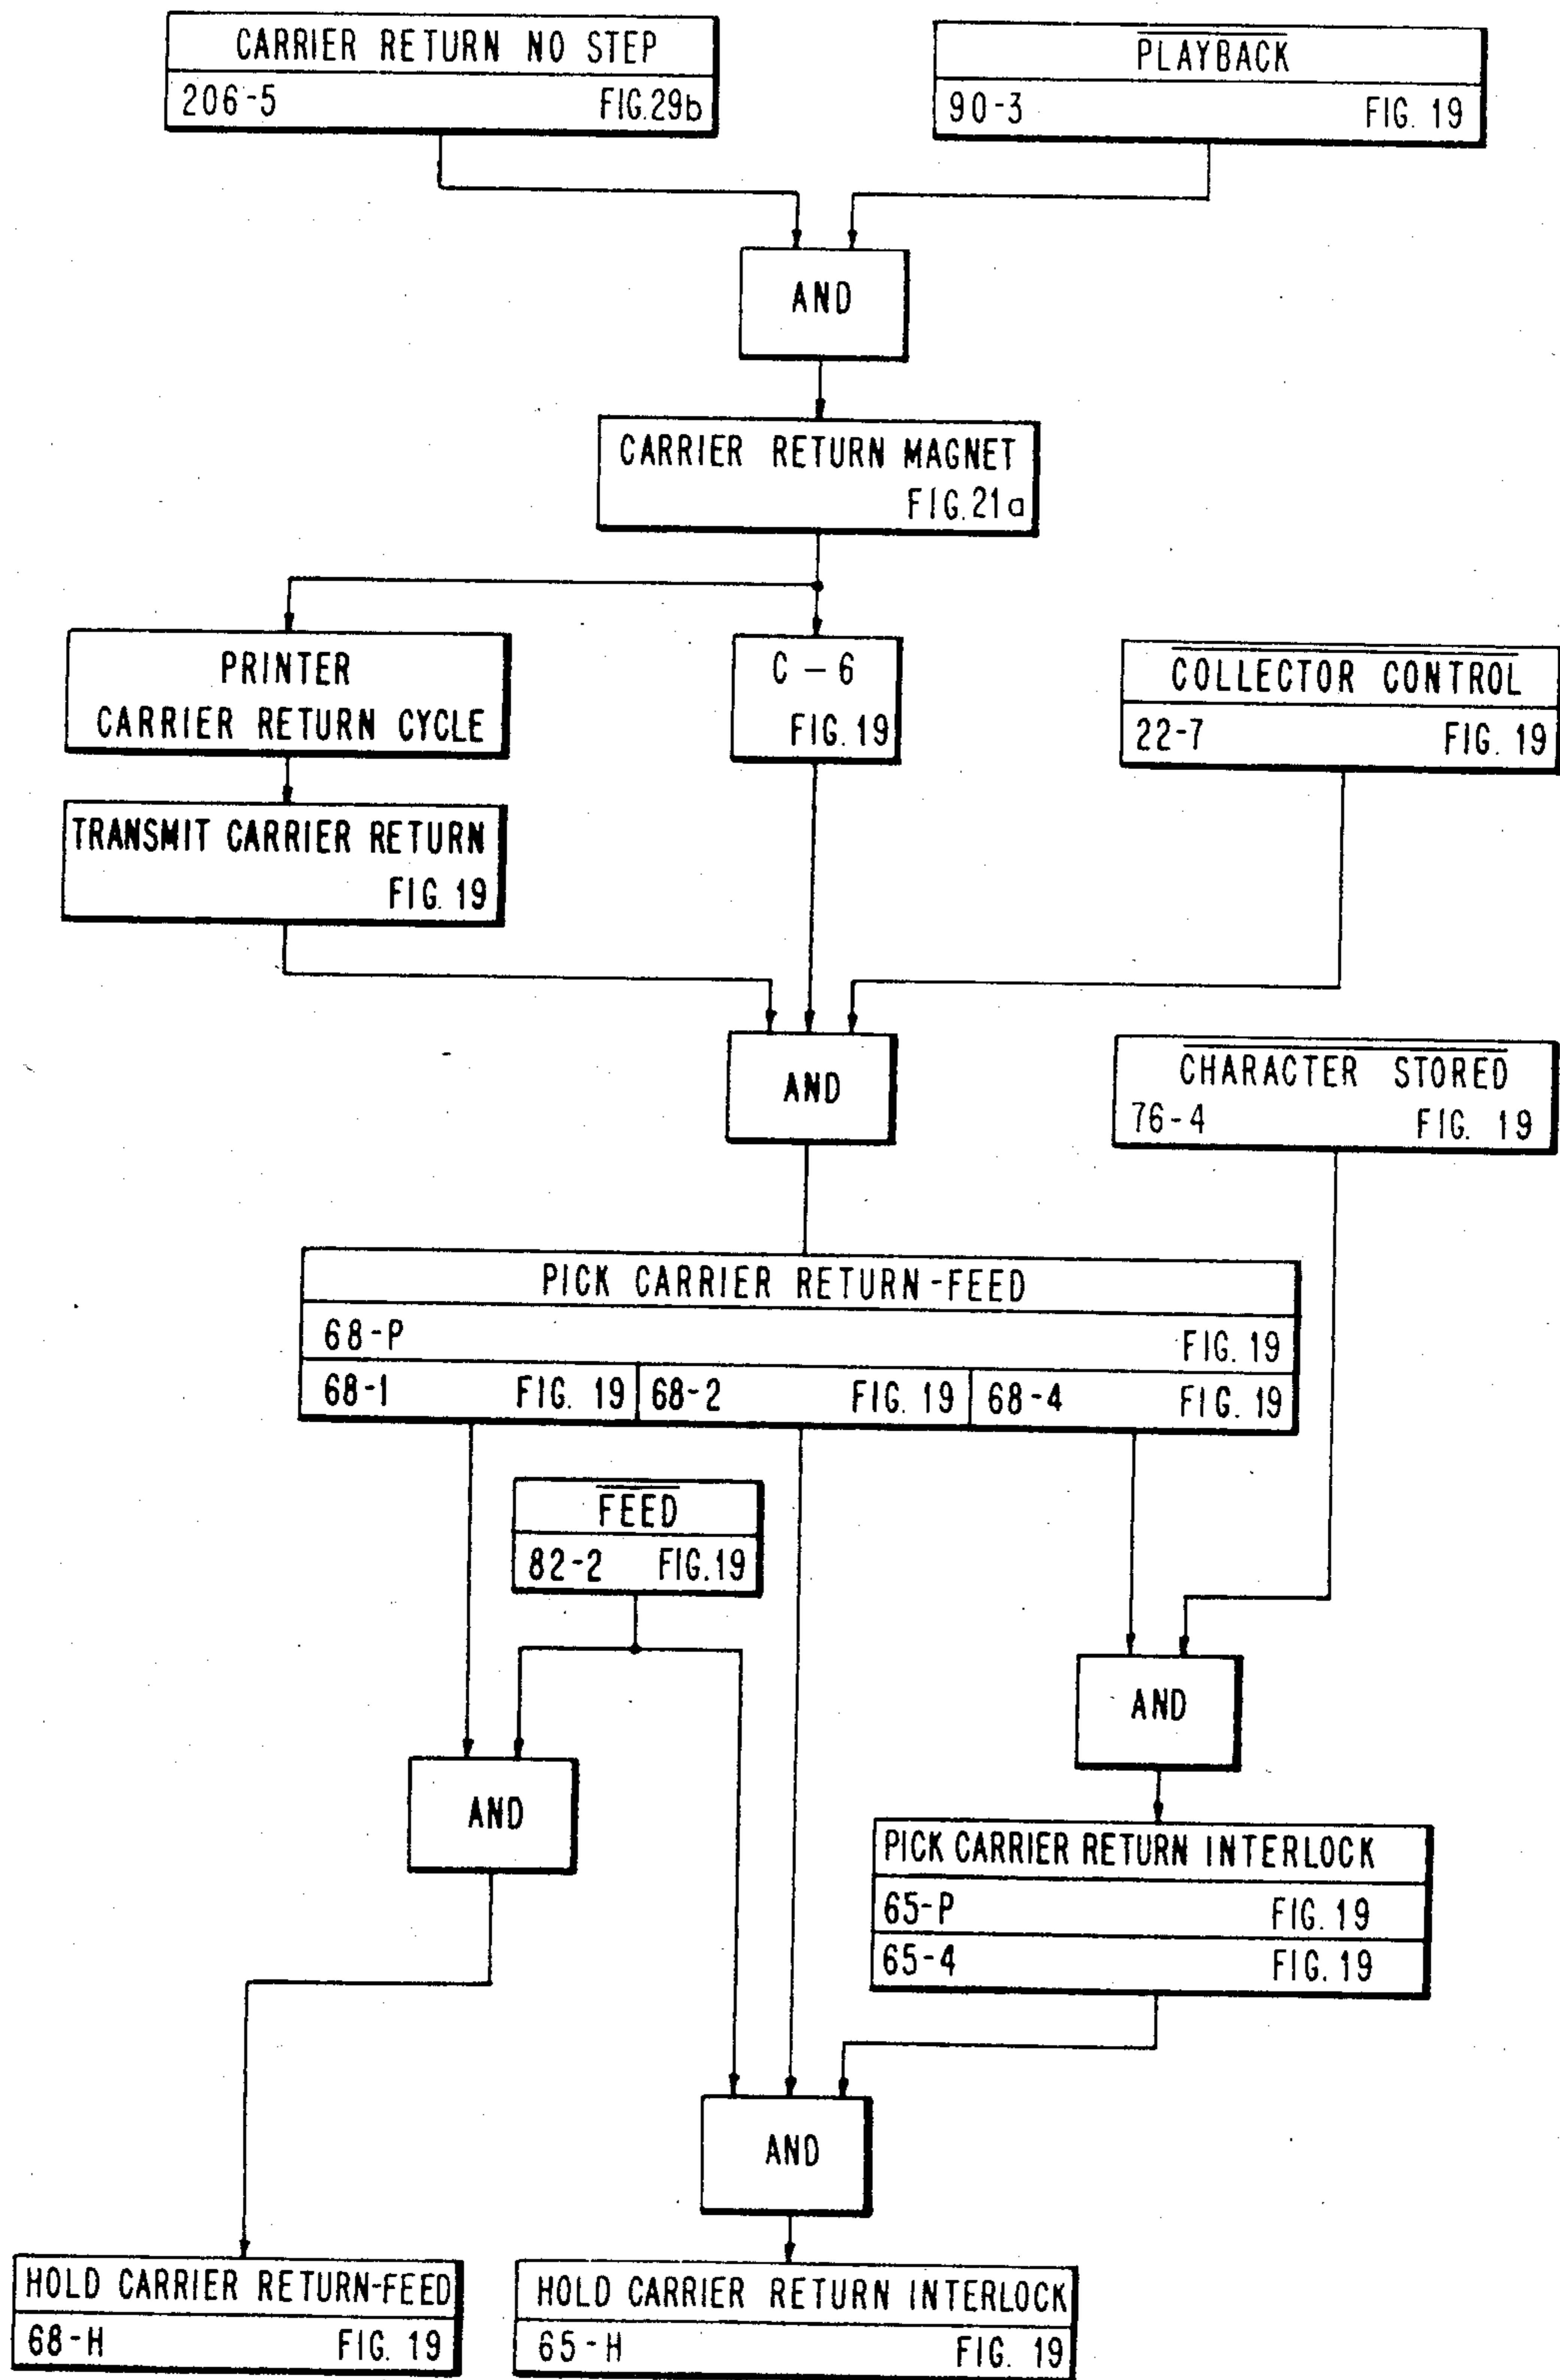 CARRIER RETURN NO STEP
206-5 FIG.29b
PLAYBACK
90-3 FIG. 19
AND
CARRIER RETURN MAGNET
FIG.21a
PRINTER
CARRIER RETURN CYCLE
C-6
FIG. 19
COLLECTOR CONTROL
22-7 FIG. 19
TRANSMIT CARRIER RETURN
FIG. 19
AND
CHARACTER STORED
76-4 FIG. 19
PICK CARRIER RETURN-FEED
68-P FIG. 19
68-1 FIG. 19 68-2 FIG. 19 68-4 FIG. 19
FEED
82-2 FIG.19
AND
AND
PICK CARRIER RETURN INTERLOCK
65-P FIG. 19
65-4 FIG. 19
AND
HOLD CARRIER RETURN-FEED
68-H FIG. 19
HOLD CARRIER RETURN INTERLOCK
65-H FIG. 19